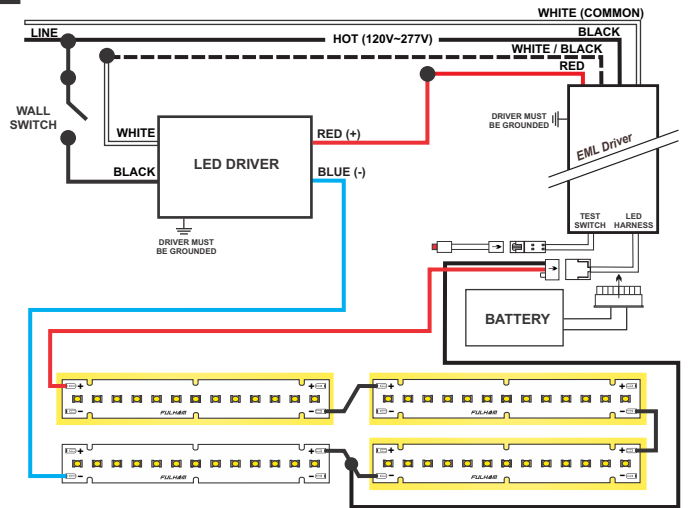 WHITE (COMMON)
LINE
BLACK
HOT (120V~277V)
WHITE / BLACK
RED
WALL
SWITCH
WHITE
RED (+)
DRIVER MUST
BE GROUNDED
EML Driver
LED DRIVER
BLACK
BLUE (-)
DRIVER MUST
BE GROUNDED
TEST
SWITCH
LED
HARNESS
BATTERY
+ + + +
FULHAM FULHAM
- - - -
+ + +
FULHAM FULHAM
- - - -